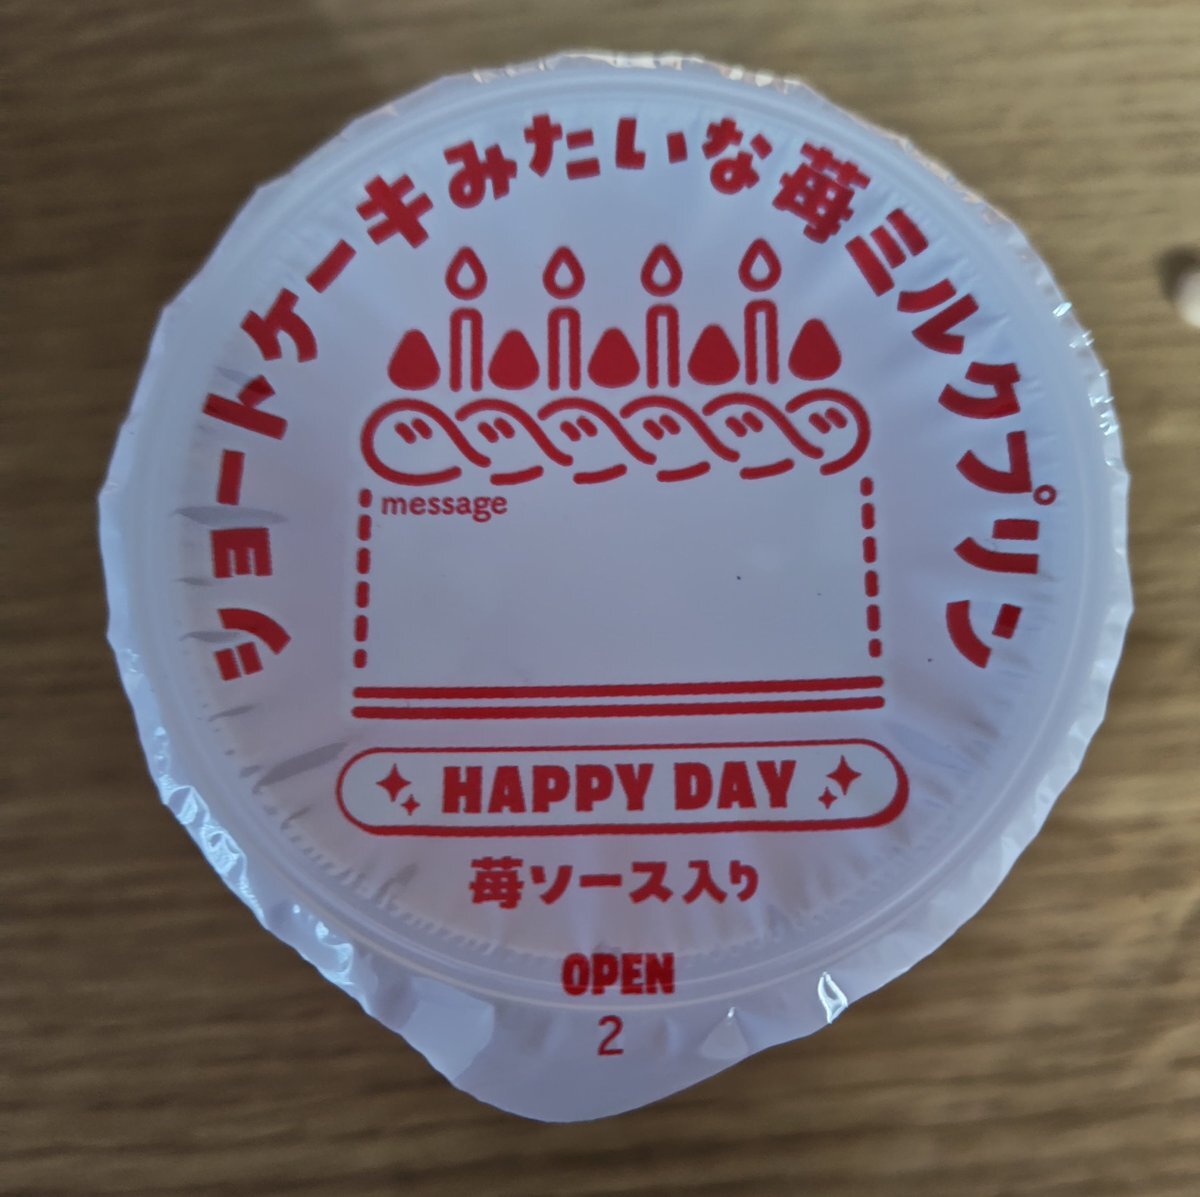 ショートケーキみたいな苺ミルクプリン
message
HAPPY DAY
苺ソース入り
OPEN
2